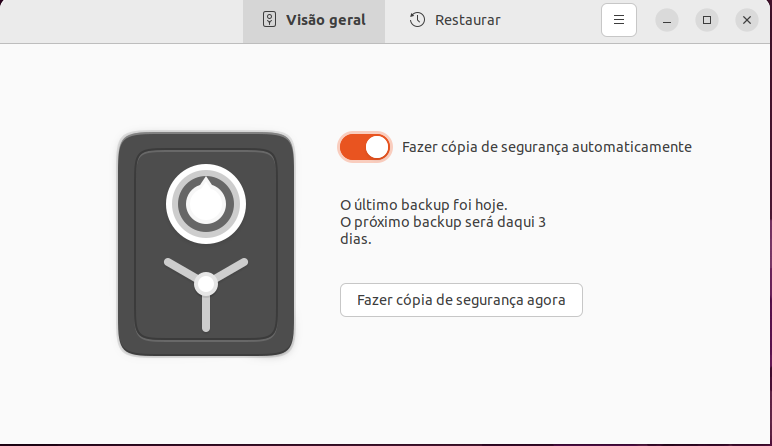 Visão geral
Restaurar
Fazer cópia de segurança automaticamente
O último backup foi hoje.
O próximo backup será daqui 3
dias.
Fazer cópia de segurança agora